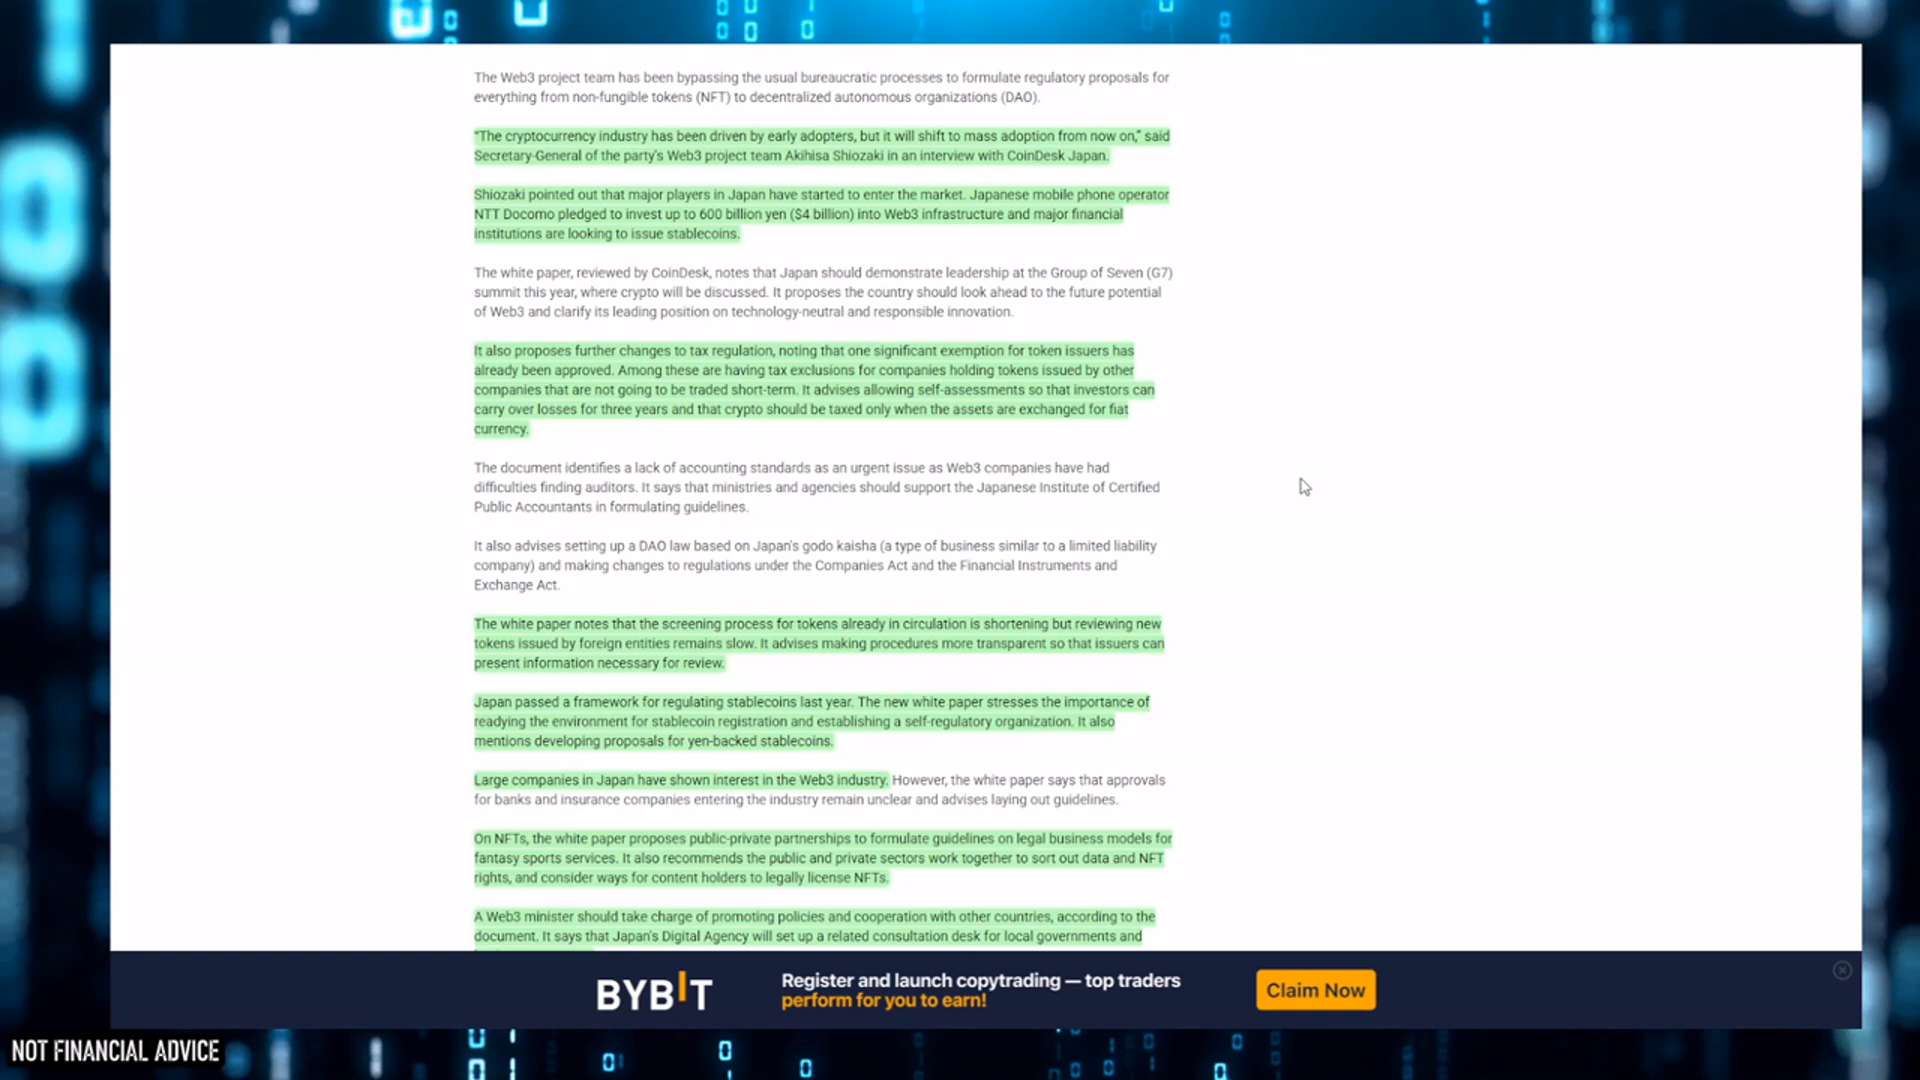 The Web3 project team has been bypassing the usual bureaucratic processes to formulate regulatory proposals for
everything from non-fungible tokens (NFT) to decentralized autonomous organizations (DAO).
“The cryptocurrency industry has been driven by early adopters, but it will shift to mass adoption from now on,” said
Secretary-General of the party's Web3 project team Akihisa Shiozaki in an interview with CoinDesk Japan.
Shiozaki pointed out that major players in Japan have started to enter the market. Japanese mobile phone operator
NTT Docomo pledged to invest up to 600 billion yen ($4 billion) into Web3 infrastructure and major financial
institutions are looking to issue stablecoins.
The white paper, reviewed by CoinDesk, notes that Japan should demonstrate leadership at the Group of Seven (G7)
summit this year, where crypto will be discussed. It proposes the country should look ahead to the future potential
of Web3 and clarify its leading position on technology-neutral and responsible innovation.
It also proposes further changes to tax regulation, noting that one significant exemption for token issuers has
already been approved. Among these are having tax exclusions for companies holding tokens issued by other
companies that are not going to be traded short-term. It advises allowing self-assessments so that investors can
carry over losses for three years and that crypto should be taxed only when the assets are exchanged for fiat
currency.
The document identifies a lack of accounting standards as an urgent issue as Web3 companies have had
difficulties finding auditors. It says that ministries and agencies should support the Japanese Institute of Certified
Public Accountants in formulating guidelines.
It also advises setting up a DAO law based on Japan's godo kaisha (a type of business similar to a limited liability
company) and making changes to regulations under the Companies Act and the Financial Instruments and
Exchange Act.
The white paper notes that the screening process for tokens already in circulation is shortening but reviewing new
tokens issued by foreign entities remains slow. It advises making procedures more transparent so that issuers can
present information necessary for review.
Japan passed a framework for regulating stablecoins last year. The new white paper stresses the importance of
readying the environment for stablecoin registration and establishing a self-regulatory organization. It also
mentions developing proposals for yen-backed stablecoins.
Large companies in Japan have shown interest in the Web3 industry. However, the white paper says that approvals
for banks and insurance companies entering the industry remain unclear and advises laying out guidelines.
On NFTs, the white paper proposes public-private partnerships to formulate guidelines on legal business models for
fantasy sports services. It also recommends the public and private sectors work together to sort out data and NFT
rights, and consider ways for content holders to legally license NFTs.
A Web3 minister should take charge of promoting policies and cooperation with other countries, according to the
document. It says that Japan's Digital Agency will set up a related consultation desk for local governments and
BYBIT
Register and launch copytrading — top traders
perform for you to earn!
Claim Now
NOT FINANCIAL ADVICE